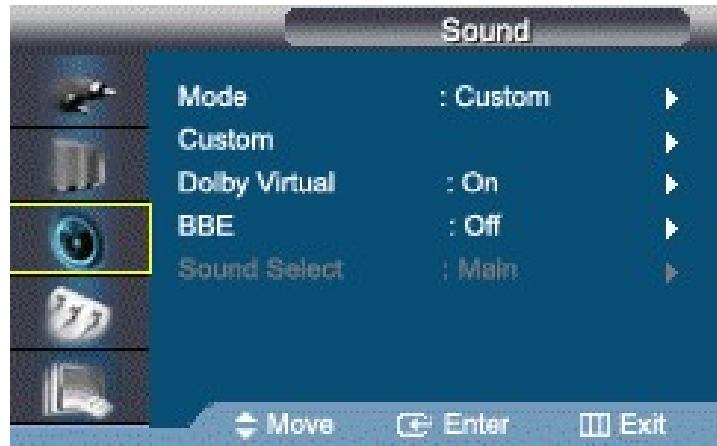 Sound
Mode : Custom
Custom
Dolby Virtual : On
BBE : Off
Sound Select : Main
Move Enter Exit